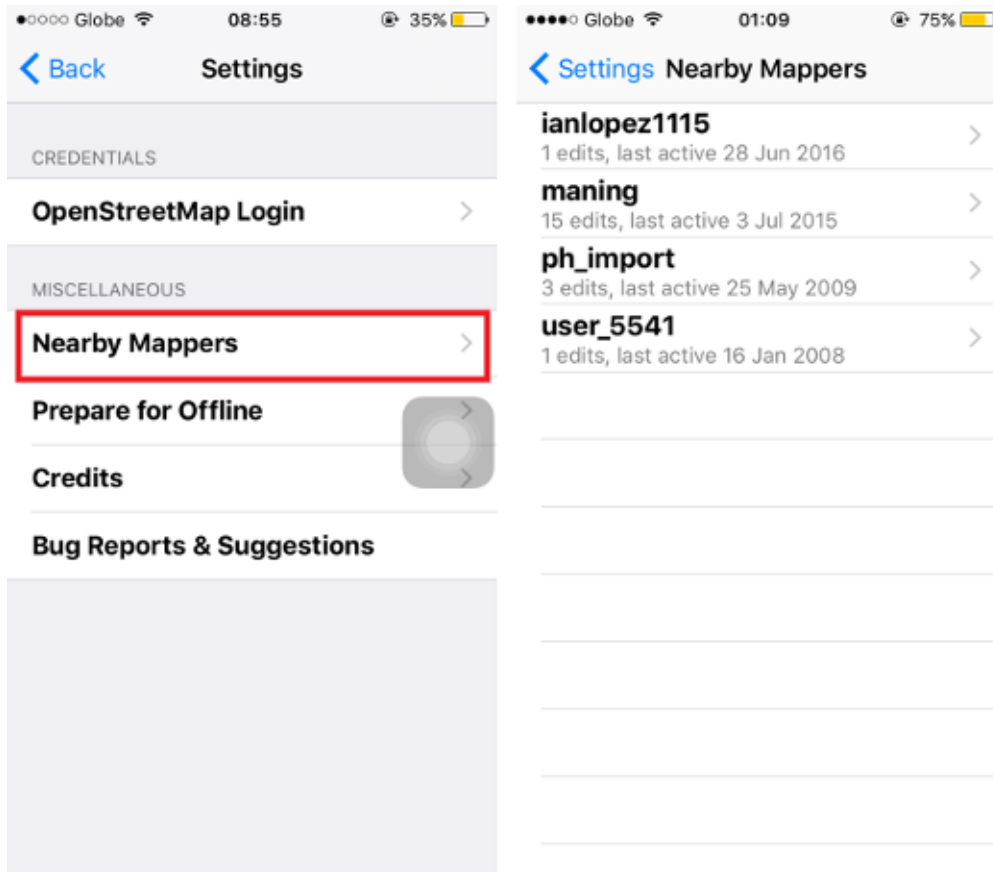 Globe 08:55 35%
Back Settings
CREDENTIALS
OpenStreetMap Login
MISCELLANEOUS
Nearby Mappers
Prepare for Offline
Credits
Bug Reports & Suggestions
Globe 01:09 75%
Settings Nearby Mappers
ianlopez1115
1 edits, last active 28 Jun 2016
maning
15 edits, last active 3 Jul 2015
ph_import
3 edits, last active 25 May 2009
user_5541
1 edits, last active 16 Jan 2008